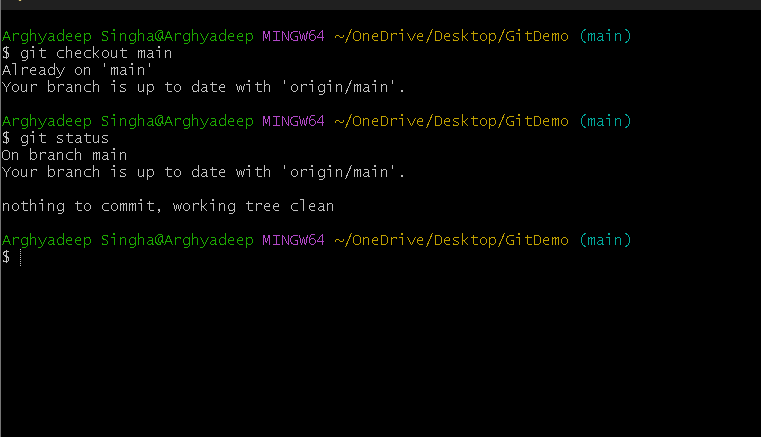 Arghyadeep Singha@Arghyadeep MINGW64 ~/OneDrive/Desktop/GitDemo (main)
$ git checkout main
Already on 'main'
Your branch is up to date with 'origin/main'.
Arghyadeep Singha@Arghyadeep MINGW64 ~/OneDrive/Desktop/GitDemo (main)
$ git status
On branch main
Your branch is up to date with 'origin/main'.
nothing to commit, working tree clean
Arghyadeep Singha@Arghyadeep MINGW64 ~/OneDrive/Desktop/GitDemo (main)
$